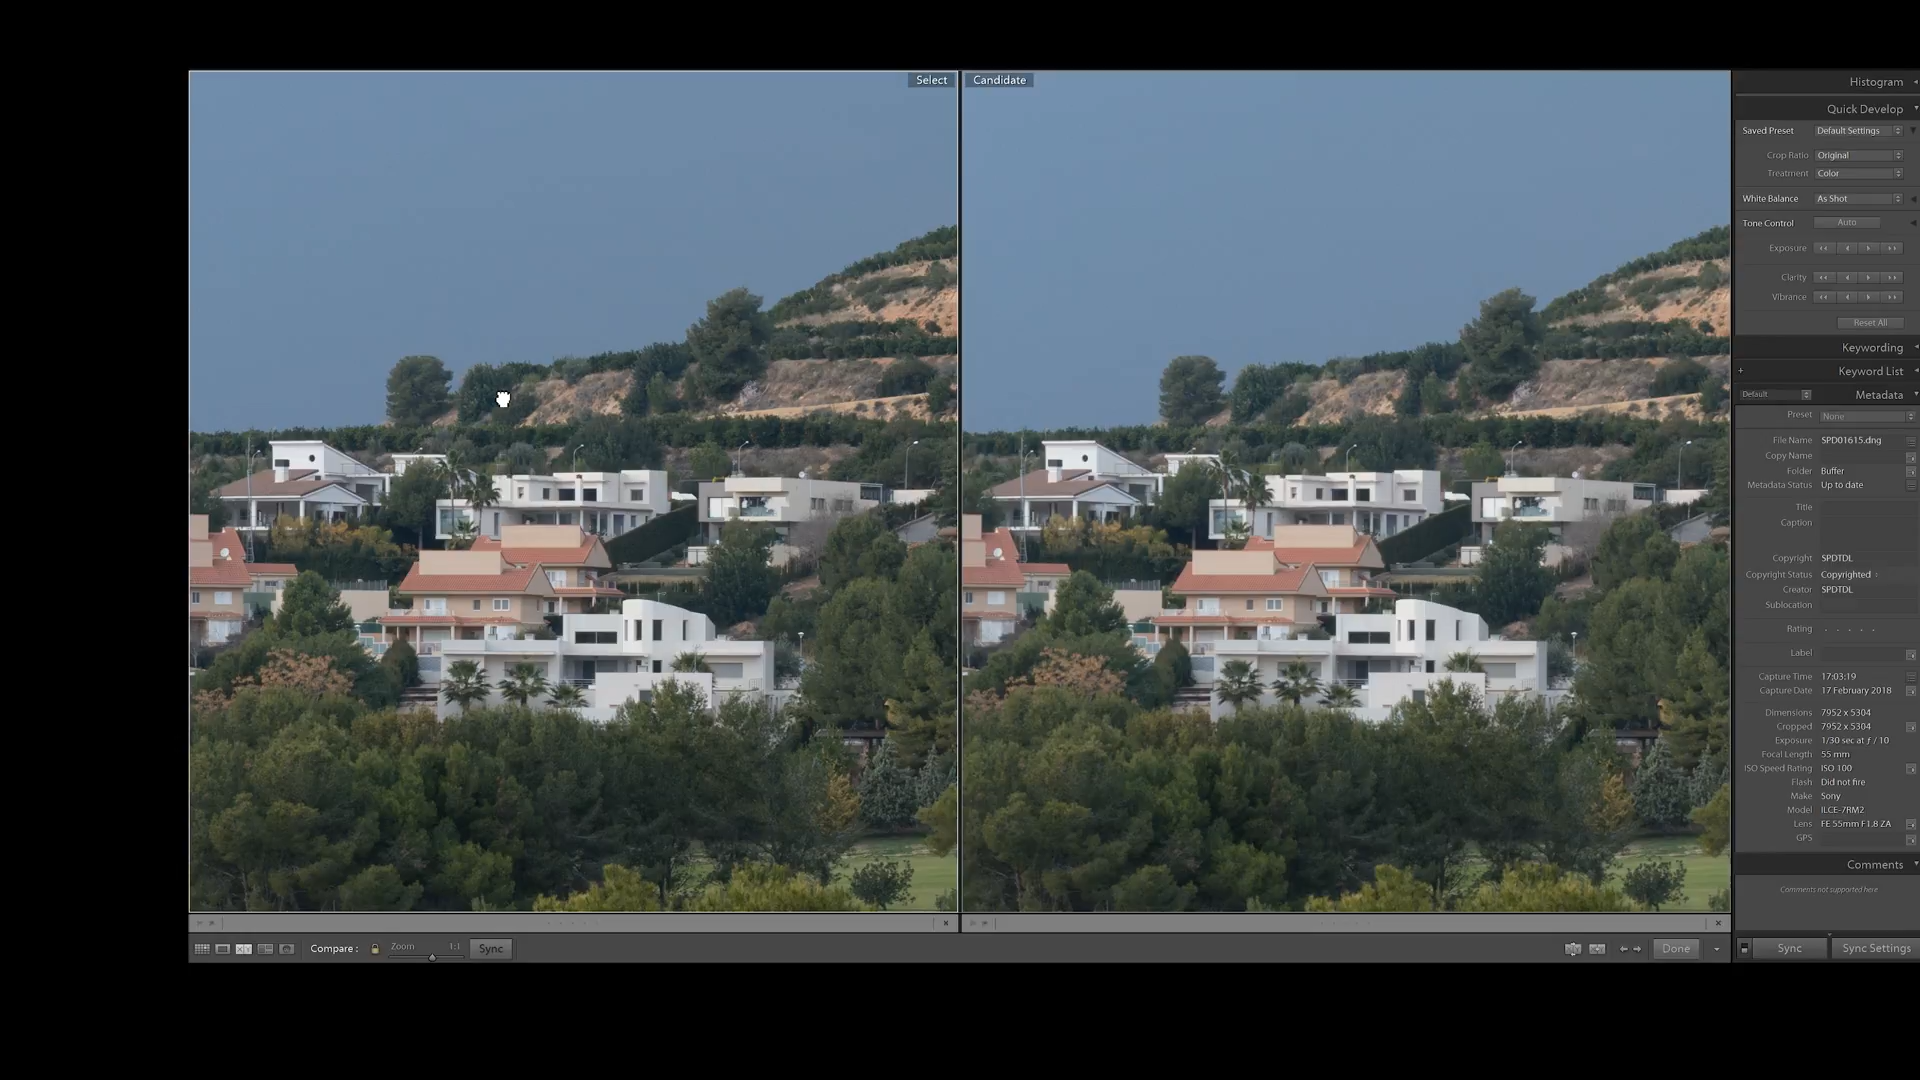 Select
Candidate
Histogram
Quick Develop
Saved Preset Default Settings
Crop Ratio Original
Treatment Color
White Balance As Shot
Tone Control Auto
Exposure
Clarity
Vibrance
Reset All
Keywording
+ Keyword List
Default Metadata
Preset None
File Name SPD01615.dng
Copy Name
Folder Buffer
Metadata Status Up to date
Title
Caption
Copyright SPDTDL
Copyright Status Copyrighted
Creator SPDTDL
Sublocation
Rating . . . . .
Label
Capture Time 17:03:19
Capture Date 17 February 2018
Dimensions 7952 x 5304
Cropped 7952 x 5304
Exposure 1/30 sec at ƒ / 10
Focal Length 55 mm
ISO Speed Rating ISO 100
Flash Did not fire
Make Sony
Model ILCE-7RM2
Lens FE 55mm F1.8 ZA
GPS
Comments
Comments not supported here
XY Compare : Zoom 1:1 Sync
Done
Sync Sync Settings